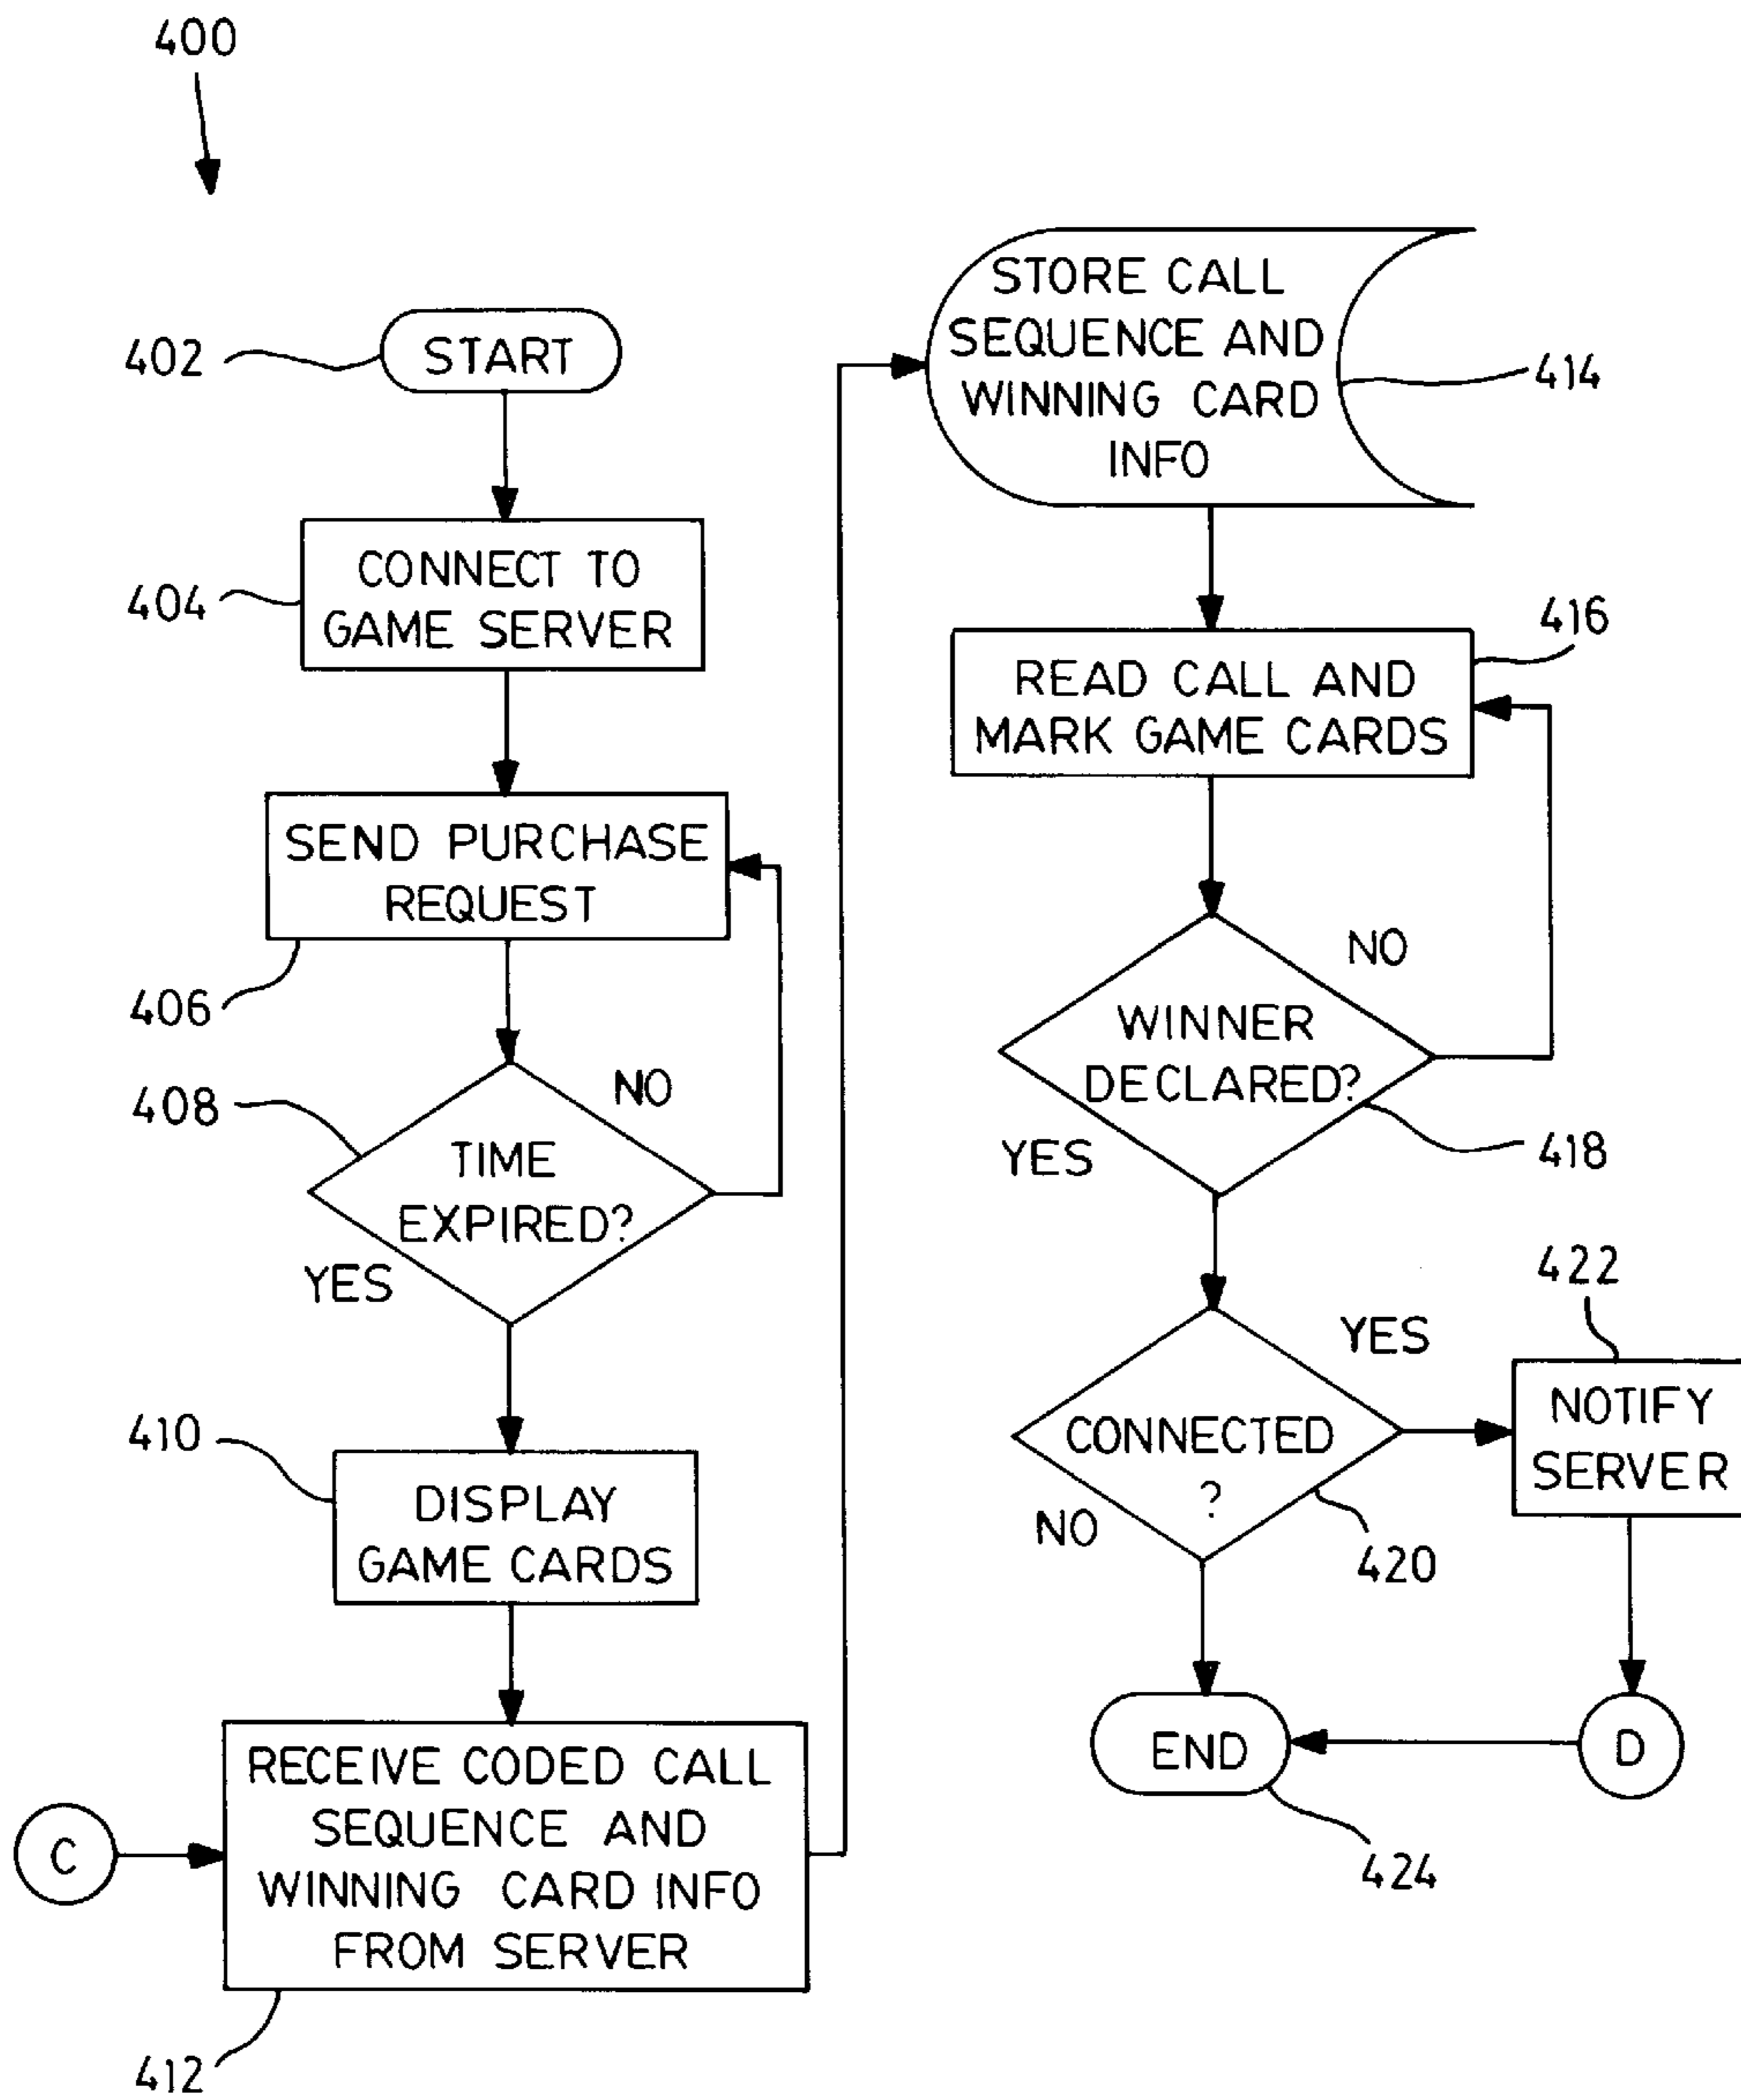 400
402
START
404
CONNECT TO
GAME SERVER
SEND PURCHASE
REQUEST
406
NO
408
TIME
EXPIRED?
YES
410
DISPLAY
GAME CARDS
C
RECEIVE CODED CALL
SEQUENCE AND
WINNING CARD INFO
FROM SERVER
412
STORE CALL
SEQUENCE AND
WINNING CARD
INFO
414
416
READ CALL AND
MARK GAME CARDS
NO
WINNER
DECLARED?
418
YES
422
YES
CONNECTED
?
NOTIFY
SERVER
NO
420
END
D
424